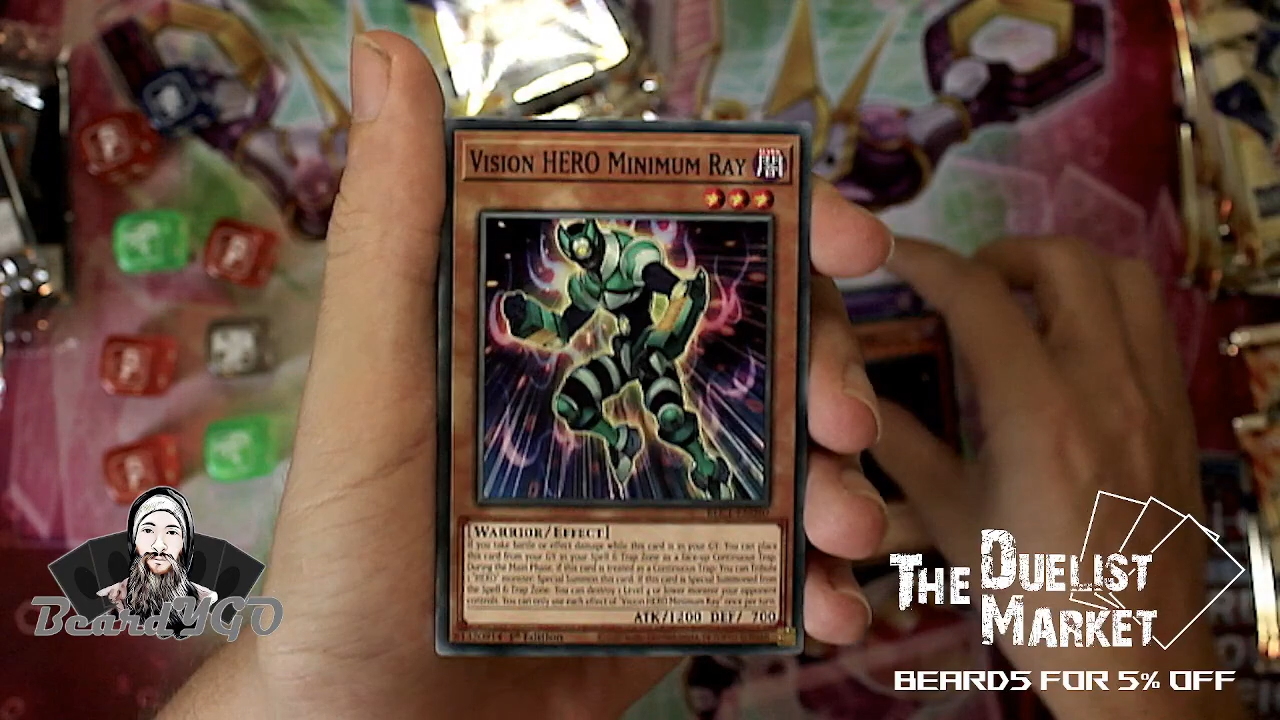 VISION HERO MINIMUM RAY
闇
[WARRIOR/EFFECT]
If you take battle or effect damage while this card is in your GY: You can place
this card from your GY in your Spell & Trap Zone as a face-up Continuous Trap.
During the Main Phase, if this card is treated as a Continuous Trap: You can Tribute
1 "HERO" monster; Special Summon this card. If this card is Special Summoned from
the Spell & Trap Zone: You can destroy 1 Level 4 or lower monster your opponent
controls. You can only use each effect of "Vision HERO Minimum Ray" once per turn.
ATK/1200 DEF/ 700
1st Edition
BeardYGO
THE DUELIST
MARKET
BEARD5 FOR 5% OFF